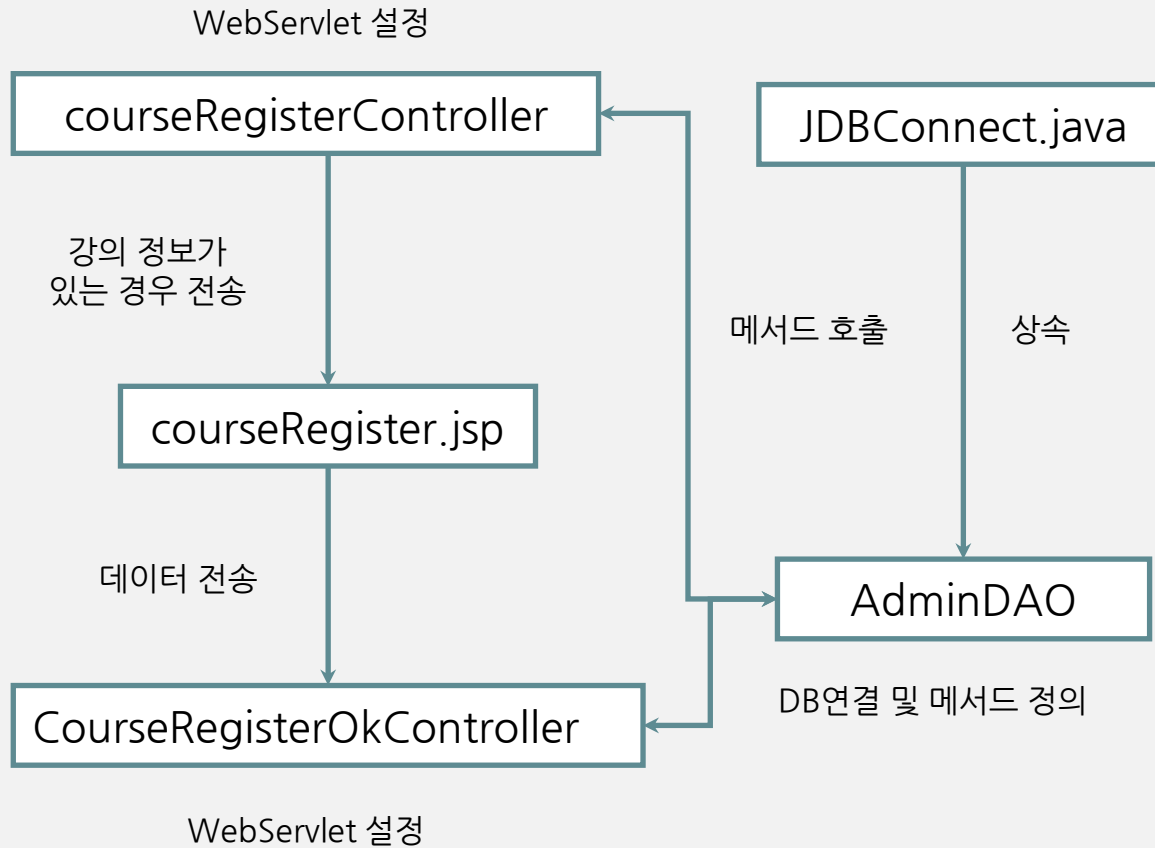 WebServlet 설정
courseRegisterController
JDBConnect.java
강의 정보가
있는 경우 전송
메서드 호출
상속
courseRegister.jsp
데이터 전송
AdminDAO
CourseRegisterOkController
DB연결 및 메서드 정의
WebServlet 설정